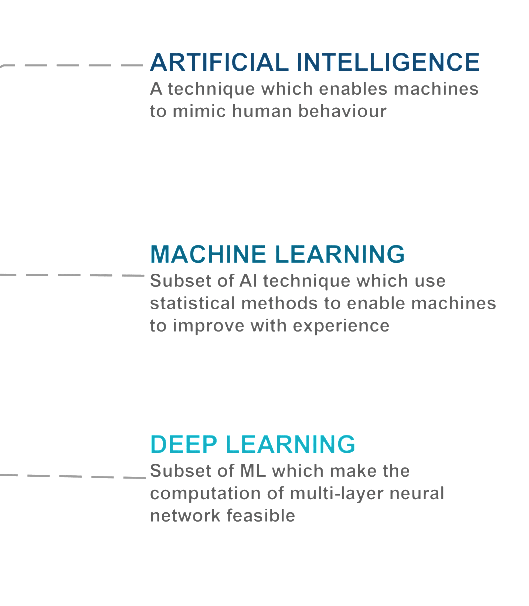 ARTIFICIAL INTELLIGENCE
A technique which enables machines
to mimic human behaviour
MACHINE LEARNING
Subset of AI technique which use
statistical methods to enable machines
to improve with experience
DEEP LEARNING
Subset of ML which make the
computation of multi-layer neural
network feasible